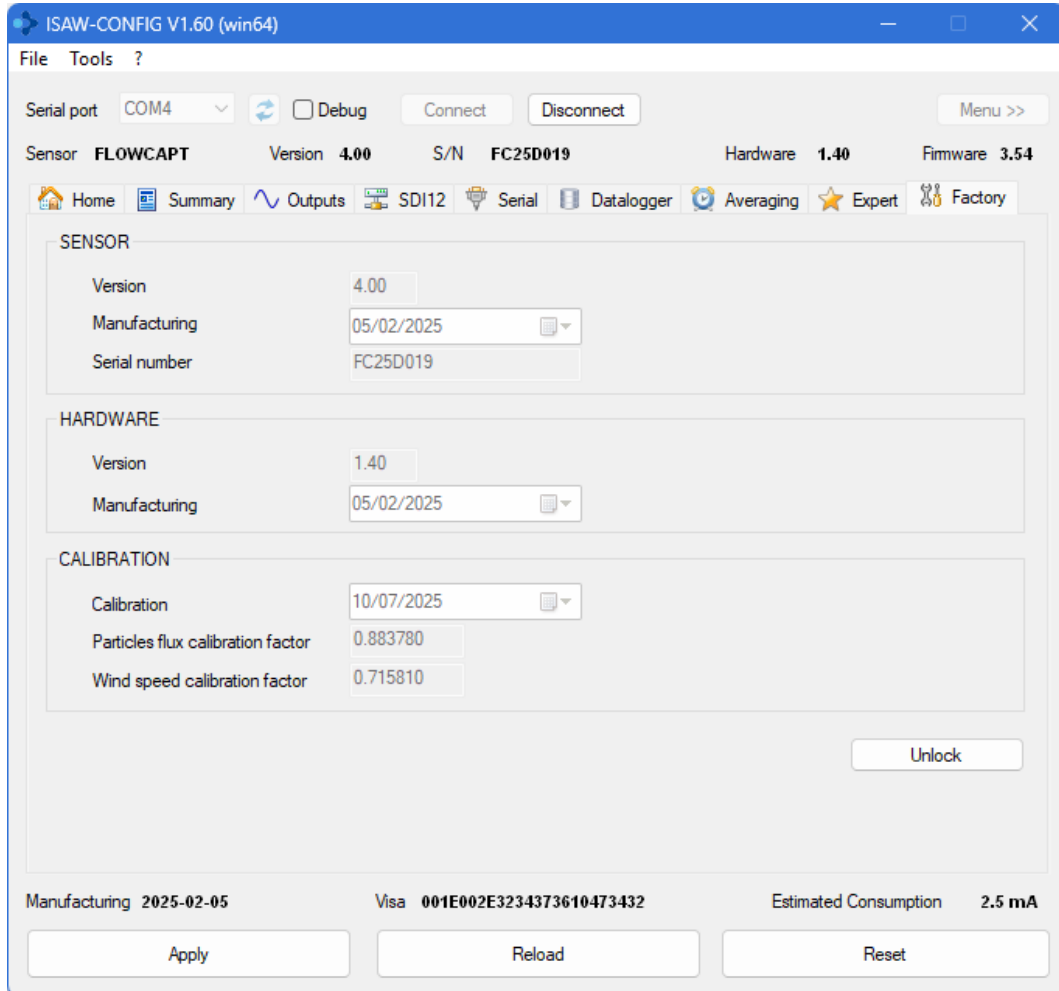 ISAW-CONFIG V1.60 (win64)
File Tools ?
Serial port COM4 Debug Connect Disconnect Menu >>
Sensor FLOWCAPT Version 4.00 S/N FC25D019 Hardware 1.40 Firmware 3.54
Home Summary Outputs SDI12 Serial Datalogger Averaging Expert Factory
SENSOR
Version 4.00
Manufacturing 05/02/2025
Serial number FC25D019
HARDWARE
Version 1.40
Manufacturing 05/02/2025
CALIBRATION
Calibration 10/07/2025
Particles flux calibration factor 0.883780
Wind speed calibration factor 0.715810
Unlock
Manufacturing 2025-02-05 Visa 001E002E3234373610473432 Estimated Consumption 2.5 mA
Apply Reload Reset